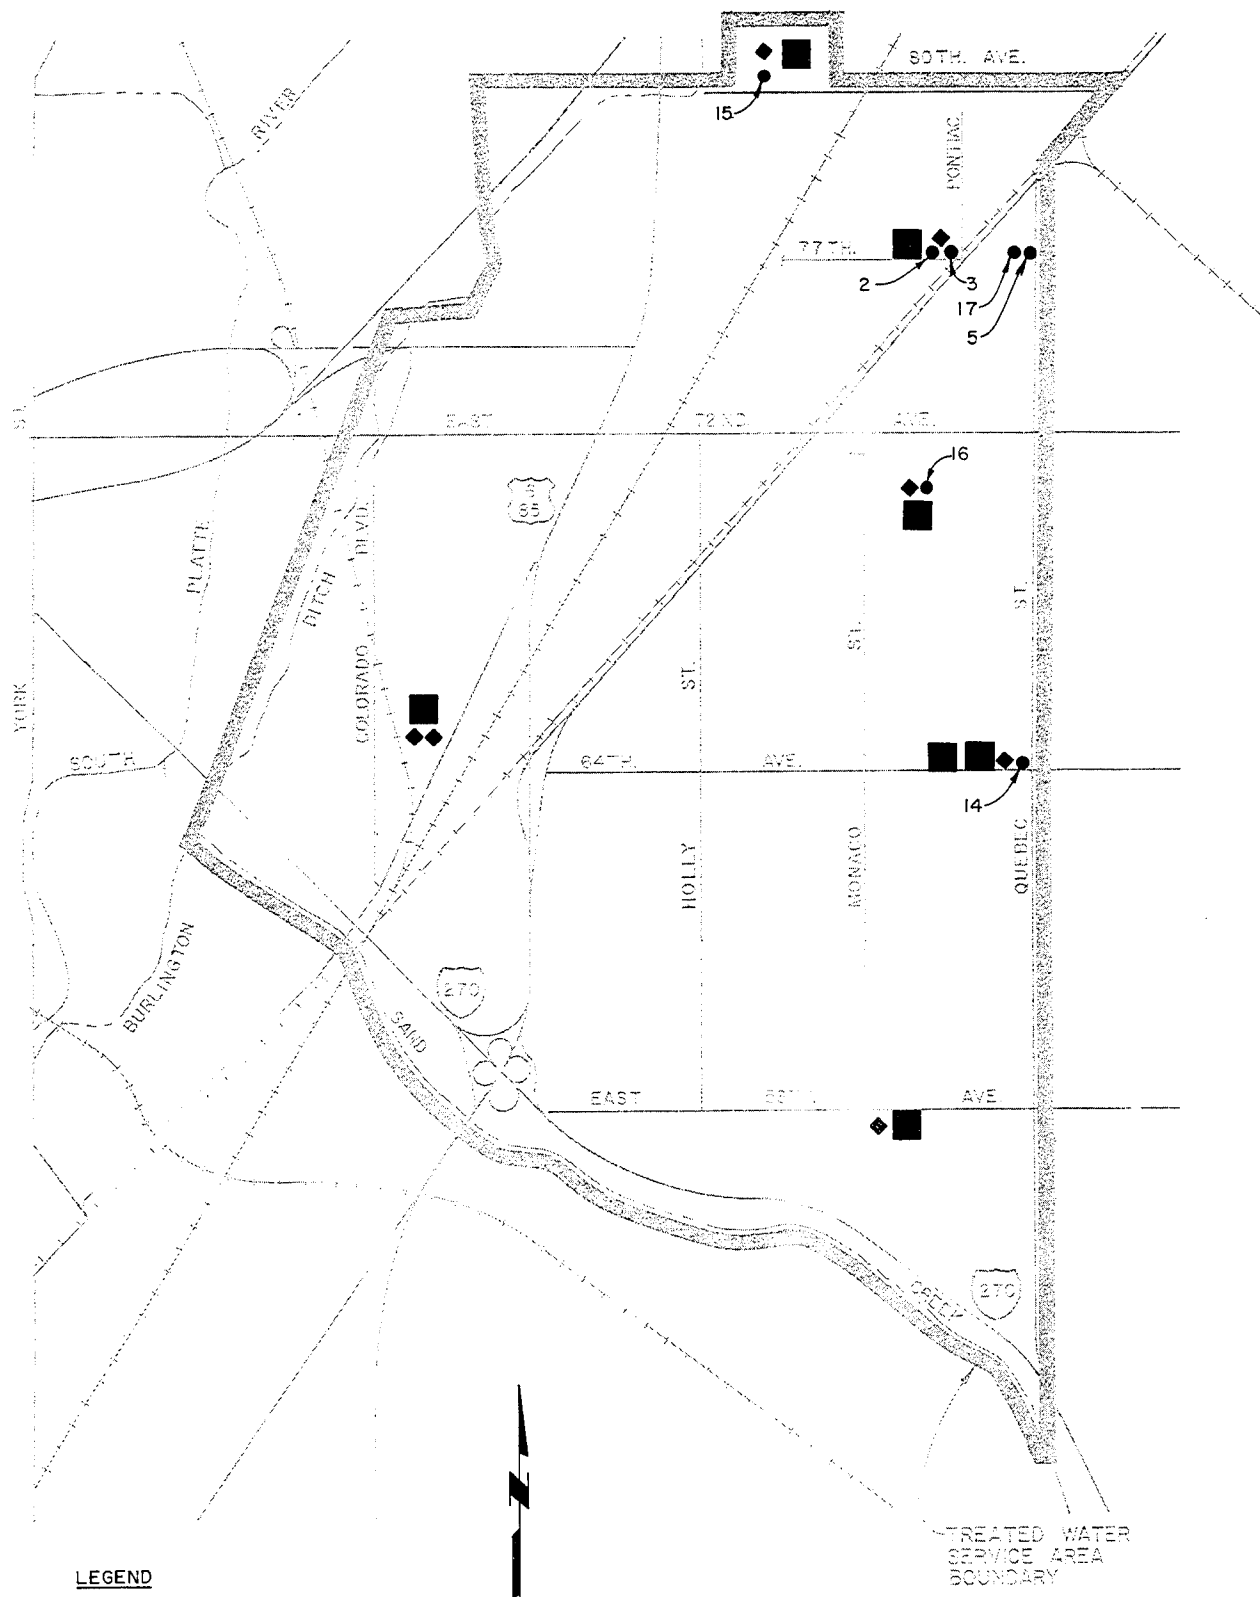 80TH. AVE.
15
RIVER
PONTIAC
77TH.
2
3
17
5
ST.
EAST 72ND. AVE.
16
U S
85
PLATTE
DITCH
COLORADO BLVD.
ST.
ST.
ST.
YORK
SOUTH
64TH. AVE.
14
HOLLY
MONACO
QUEBEC
BURLINGTON
270
SAND
EAST AVE.
CREEK
270
TREATED WATER
SERVICE AREA
BOUNDARY
N
LEGEND